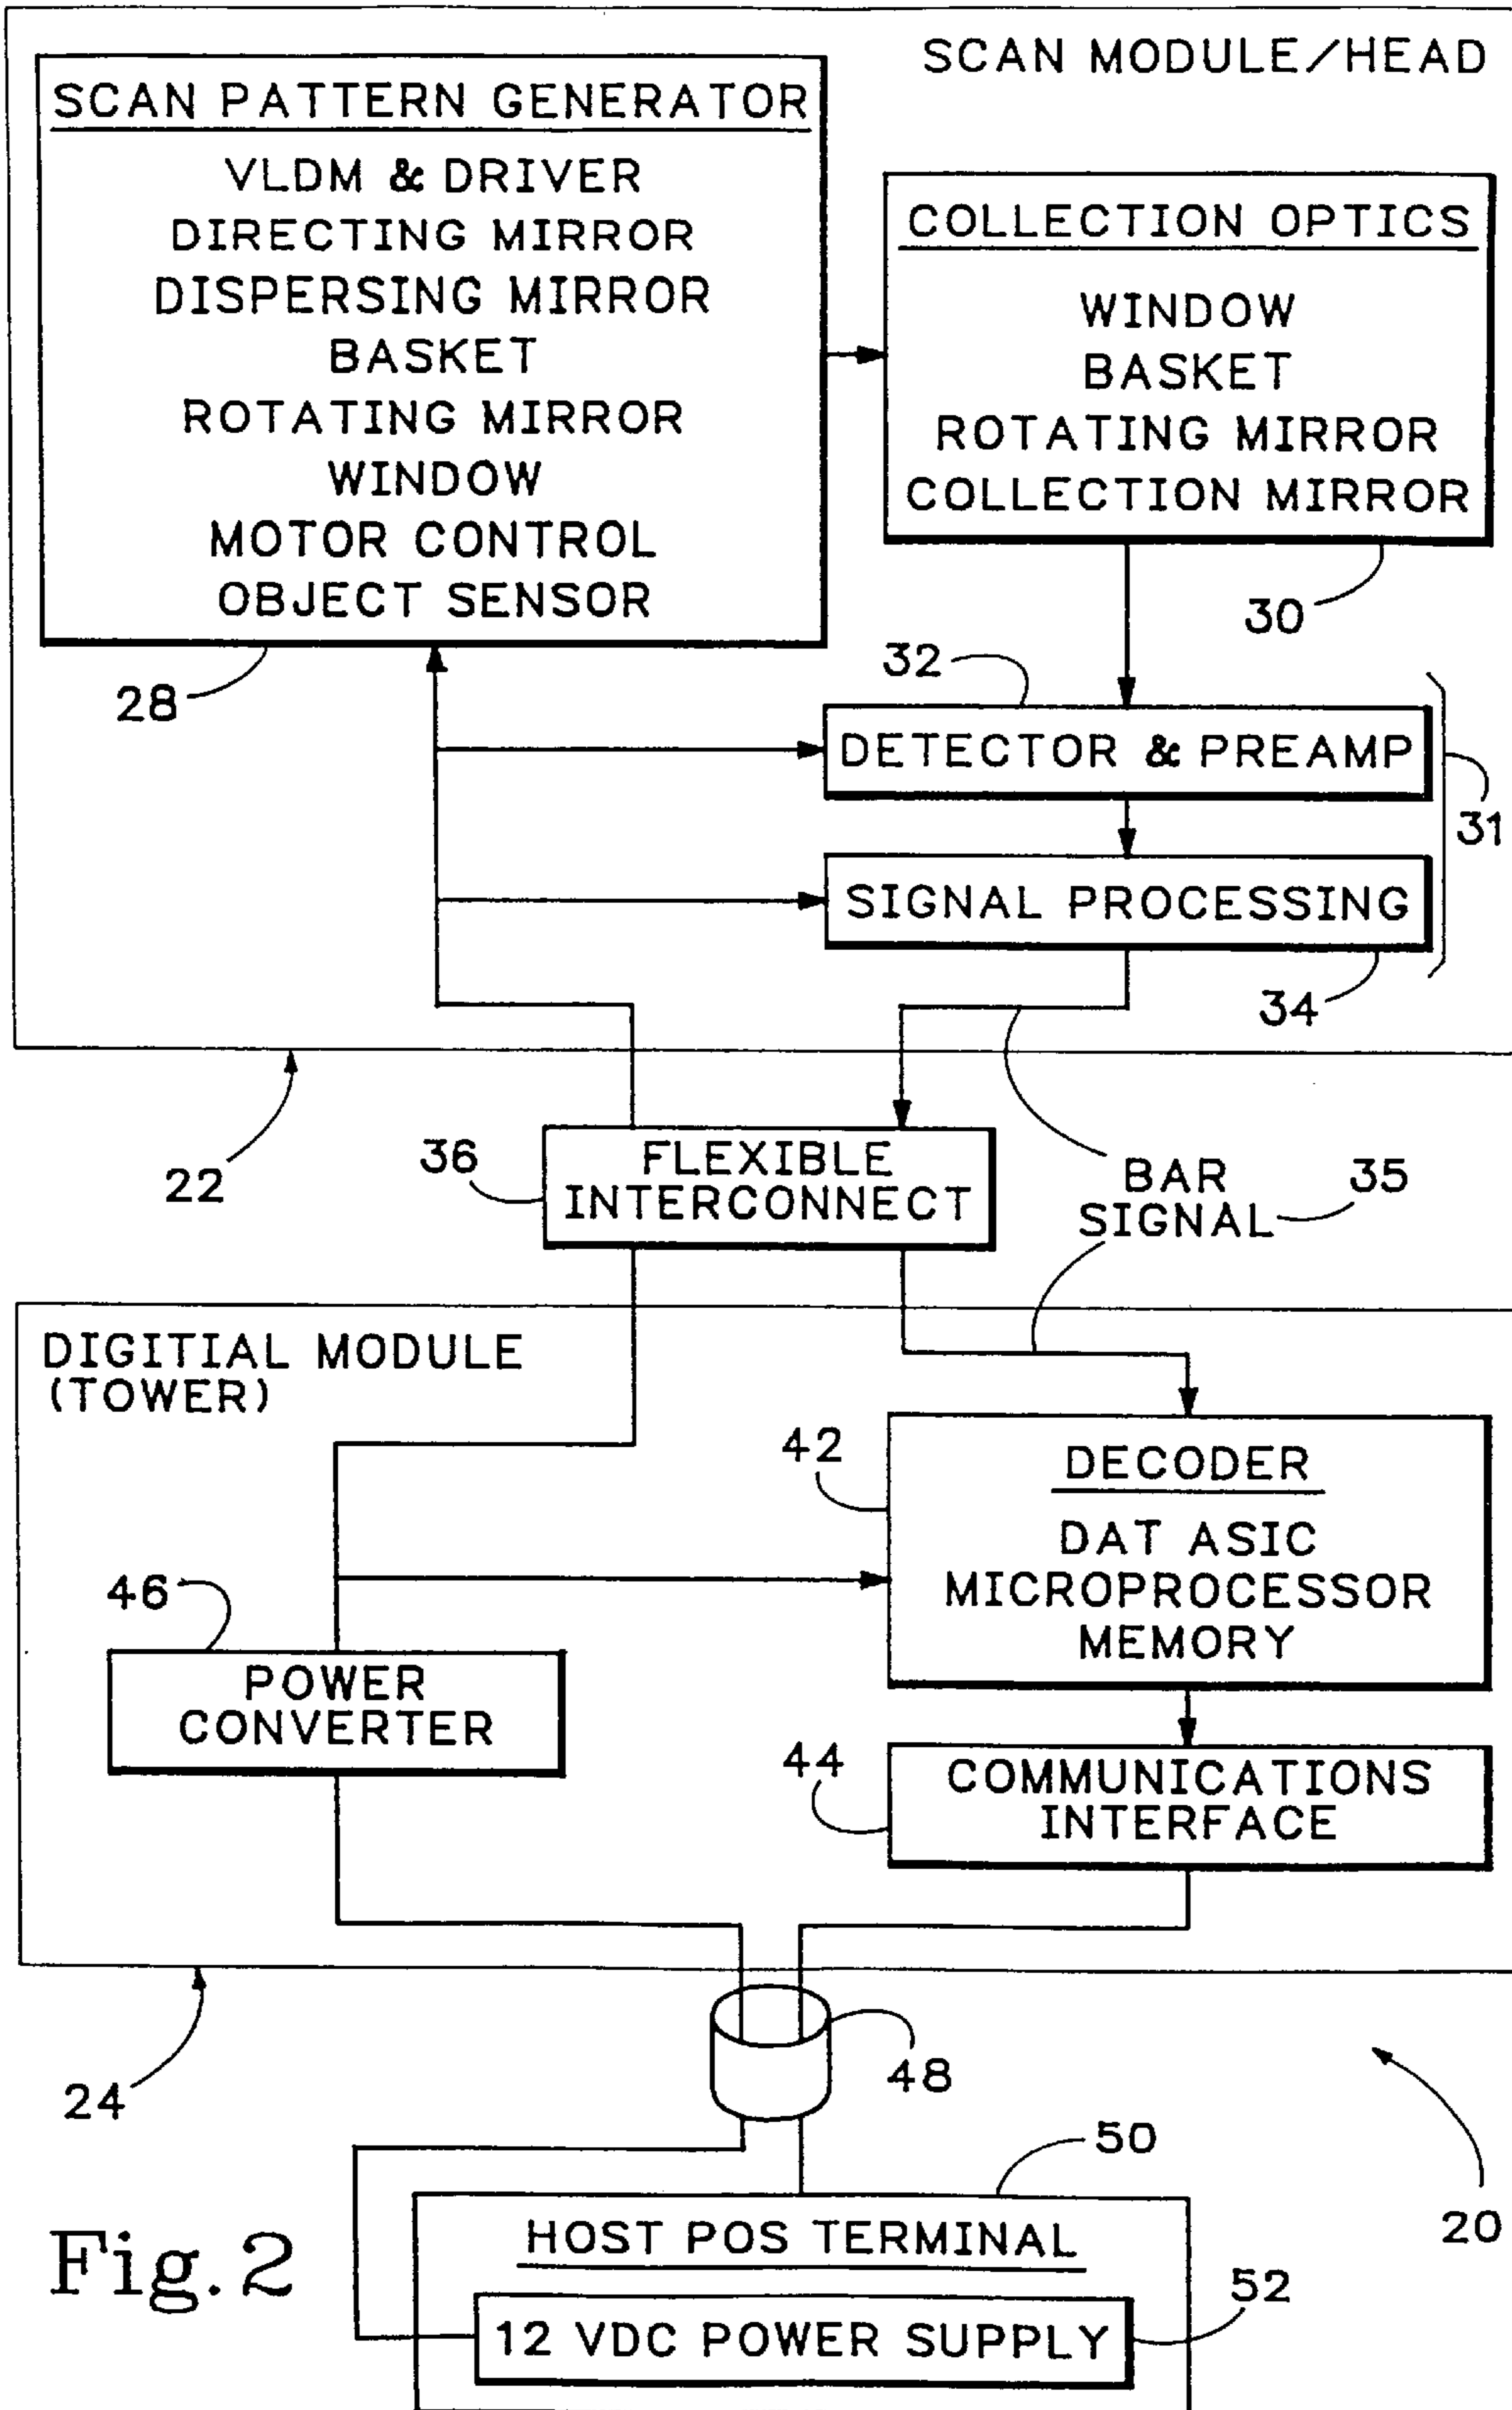 SCAN MODULE/HEAD
SCAN PATTERN GENERATOR
VLDM & DRIVER
DIRECTING MIRROR
DISPERSING MIRROR
BASKET
ROTATING MIRROR
WINDOW
MOTOR CONTROL
OBJECT SENSOR
28
COLLECTION OPTICS
WINDOW
BASKET
ROTATING MIRROR
COLLECTION MIRROR
30
32
DETECTOR & PREAMP
31
SIGNAL PROCESSING
34
22
36
FLEXIBLE
INTERCONNECT
BAR
SIGNAL
35
DIGITIAL MODULE
(TOWER)
42
DECODER
DAT ASIC
MICROPROCESSOR
MEMORY
46
POWER
CONVERTER
44
COMMUNICATIONS
INTERFACE
24
48
20
50
HOST POS TERMINAL
52
12 VDC POWER SUPPLY
Fig. 2